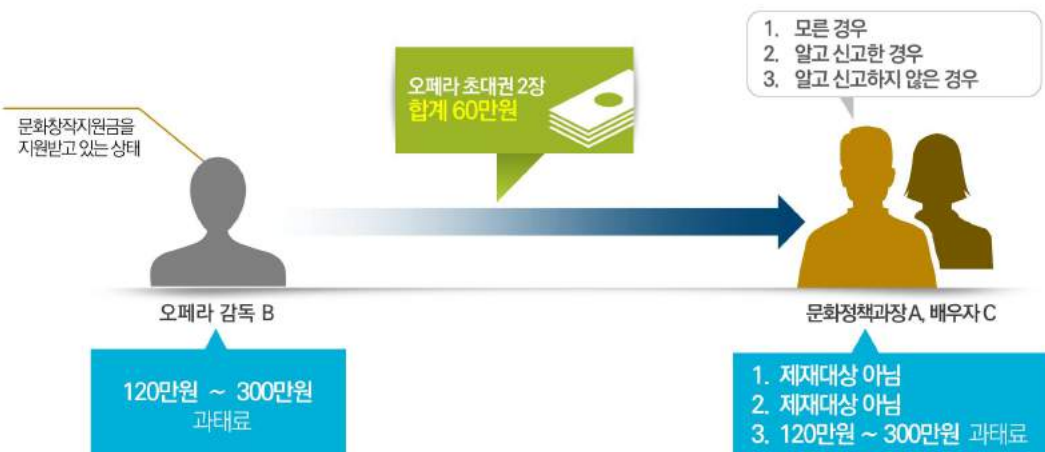 1. 모른 경우
2. 알고 신고한 경우
3. 알고 신고하지 않은 경우
오페라 초대권 2장
합계 60만원
문화창작지원금을
지원받고 있는 상태
오페라 감독 B
문화정책과장 A, 배우자 C
120만원 ~ 300만원
과태료
1. 제재대상 아님
2. 제재대상 아님
3. 120만원 ~ 300만원 과태료